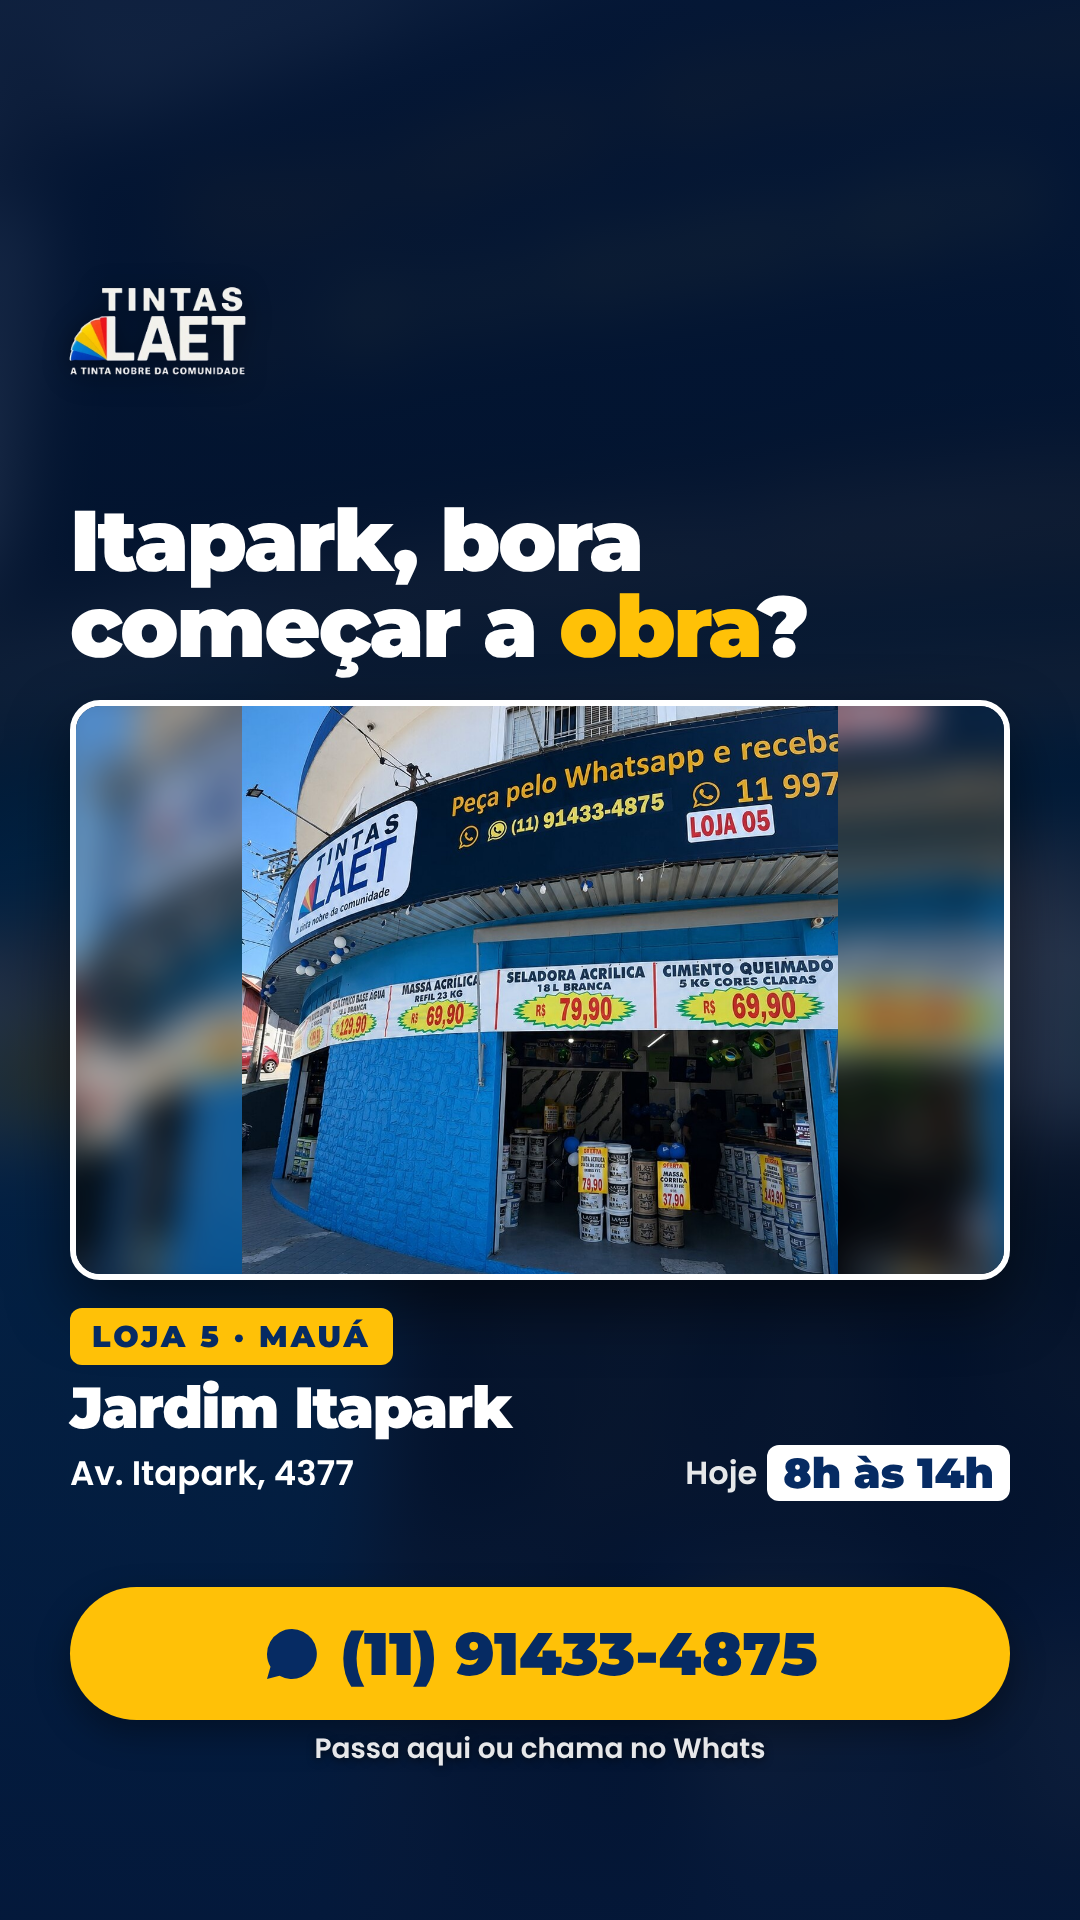 TINTAS
LAET
A TINTA NOBRE DA COMUNIDADE
Itapark, bora
começar a obra?
Peça pelo Whatsapp e receba
(11) 91433-4875
11 997
LOJA 05
TINTAS
LAET
A tinta nobre da comunidade
MASSA ACRÍLICA
REFIL 23 KG
R$ 69,90
SELADORA ACRÍLICA
18 L BRANCA
R$ 79,90
CIMENTO QUEIMADO
5 KG CORES CLARAS
R$ 69,90
129,90
OFERTA
79,90
OFERTA
MASSA
CORRIDA
37,90
149,90
LOJA 5 • MAUÁ
Jardim Itapark
Av. Itapark, 4377
Hoje 8h às 14h
(11) 91433-4875
Passa aqui ou chama no Whats